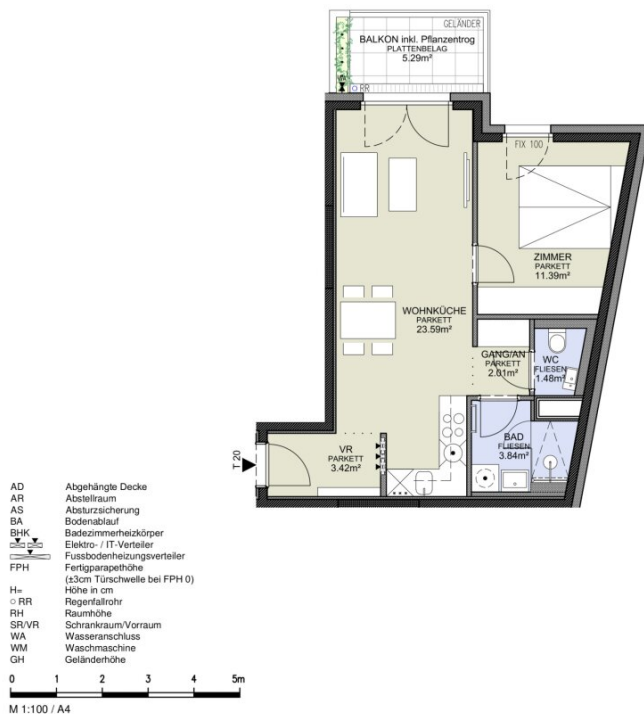 GELÄNDER
BALKON inkl. Pflanzentrog
PLATTENBELAG
5.29m²
RR
FIX 100
ZIMMER
PARKETT
11.39m²
WOHNKÜCHE
PARKETT
23.59m²
GANG/AN
PARKETT
2.01m²
WC
FLIESEN
1.48m²
BAD
FLIESEN
3.84m²
VR
PARKETT
3.42m²
T 20
AD Abgehängte Decke
AR Abstellraum
AS Absturzsicherung
BA Bodenablauf
BHK Badezimmerheizkörper
Elektro- / IT-Verteiler
Fussbodenheizungsverteiler
FPH Fertigparapethöhe
(±3cm Türschwelle bei FPH 0)
H= Höhe in cm
○ RR Regenfallrohr
RH Raumhöhe
SR/VR Schrankraum/Vorraum
WA Wasseranschluss
WM Waschmaschine
GH Geländerhöhe
0 1 2 3 4 5m
M 1:100 / A4